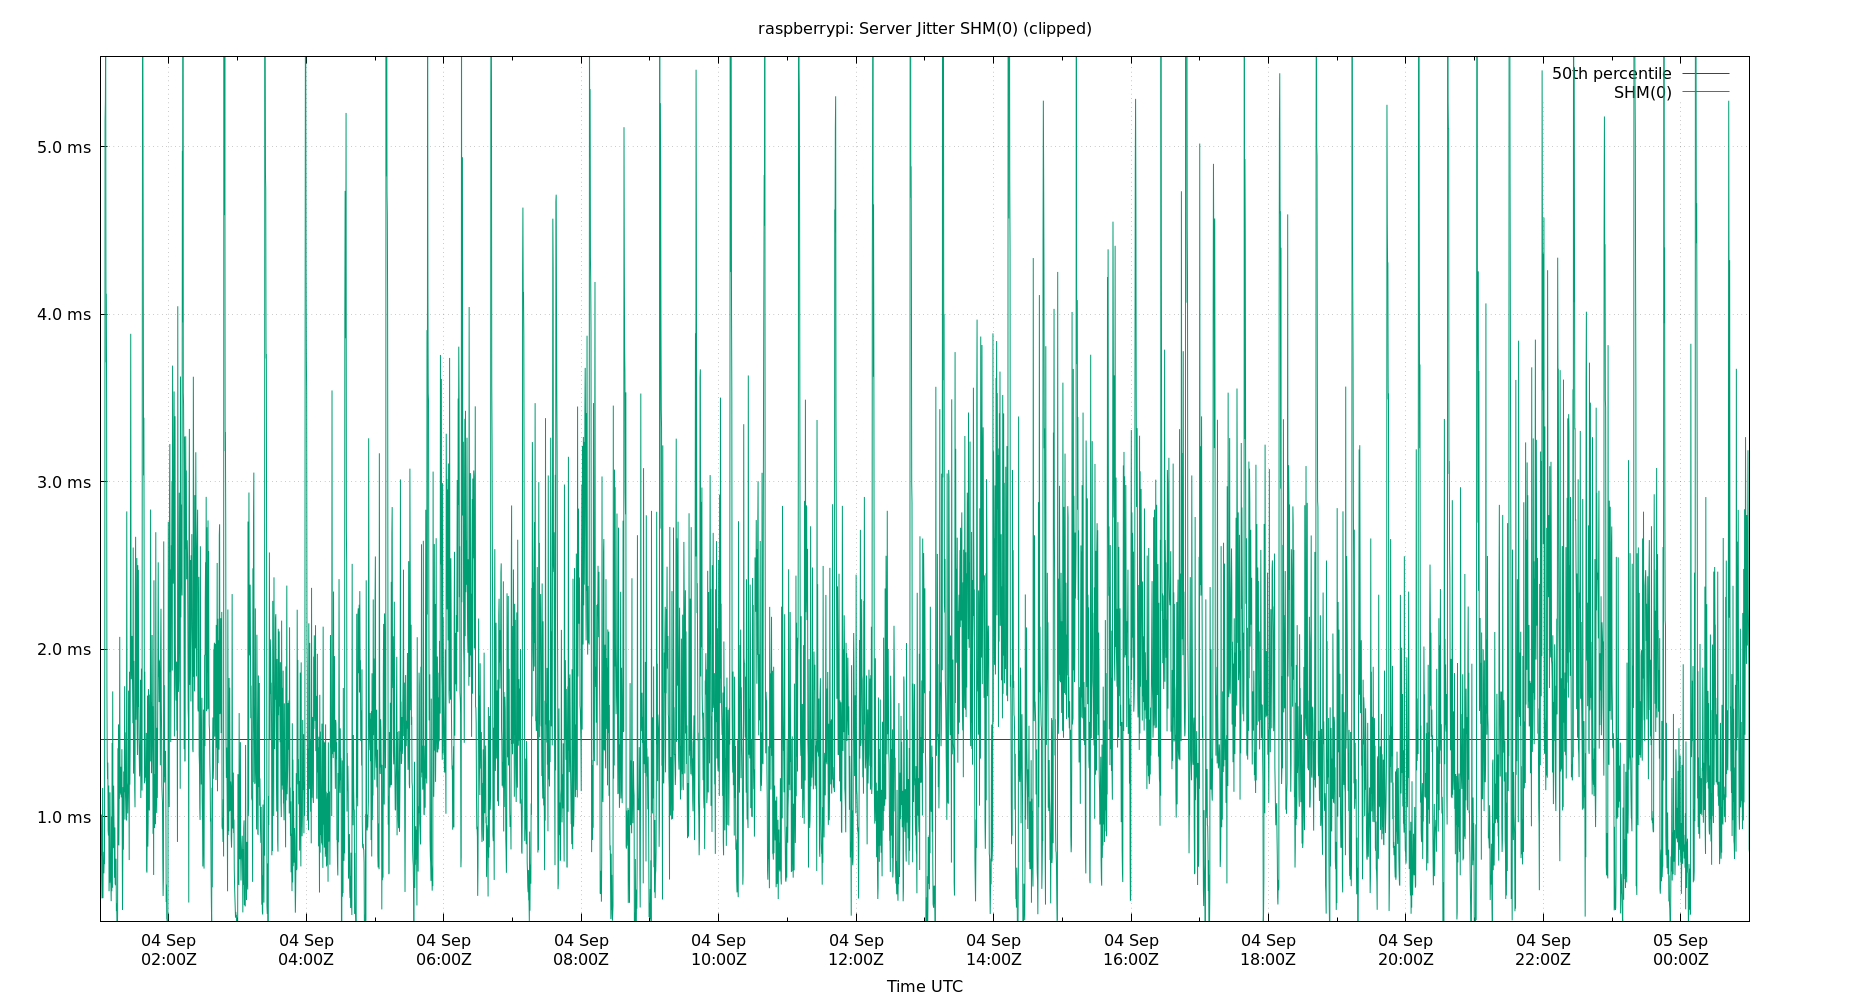 raspberrypi: Server Jitter SHM(0) (clipped)
50th percentile
SHM(0)
5.0 ms
4.0 ms
3.0 ms
2.0 ms
1.0 ms
04 Sep 04 Sep 04 Sep 04 Sep 04 Sep 04 Sep 04 Sep 04 Sep 04 Sep 04 Sep 04 Sep 05 Sep
02:00Z 04:00Z 06:00Z 08:00Z 10:00Z 12:00Z 14:00Z 16:00Z 18:00Z 20:00Z 22:00Z 00:00Z
Time UTC